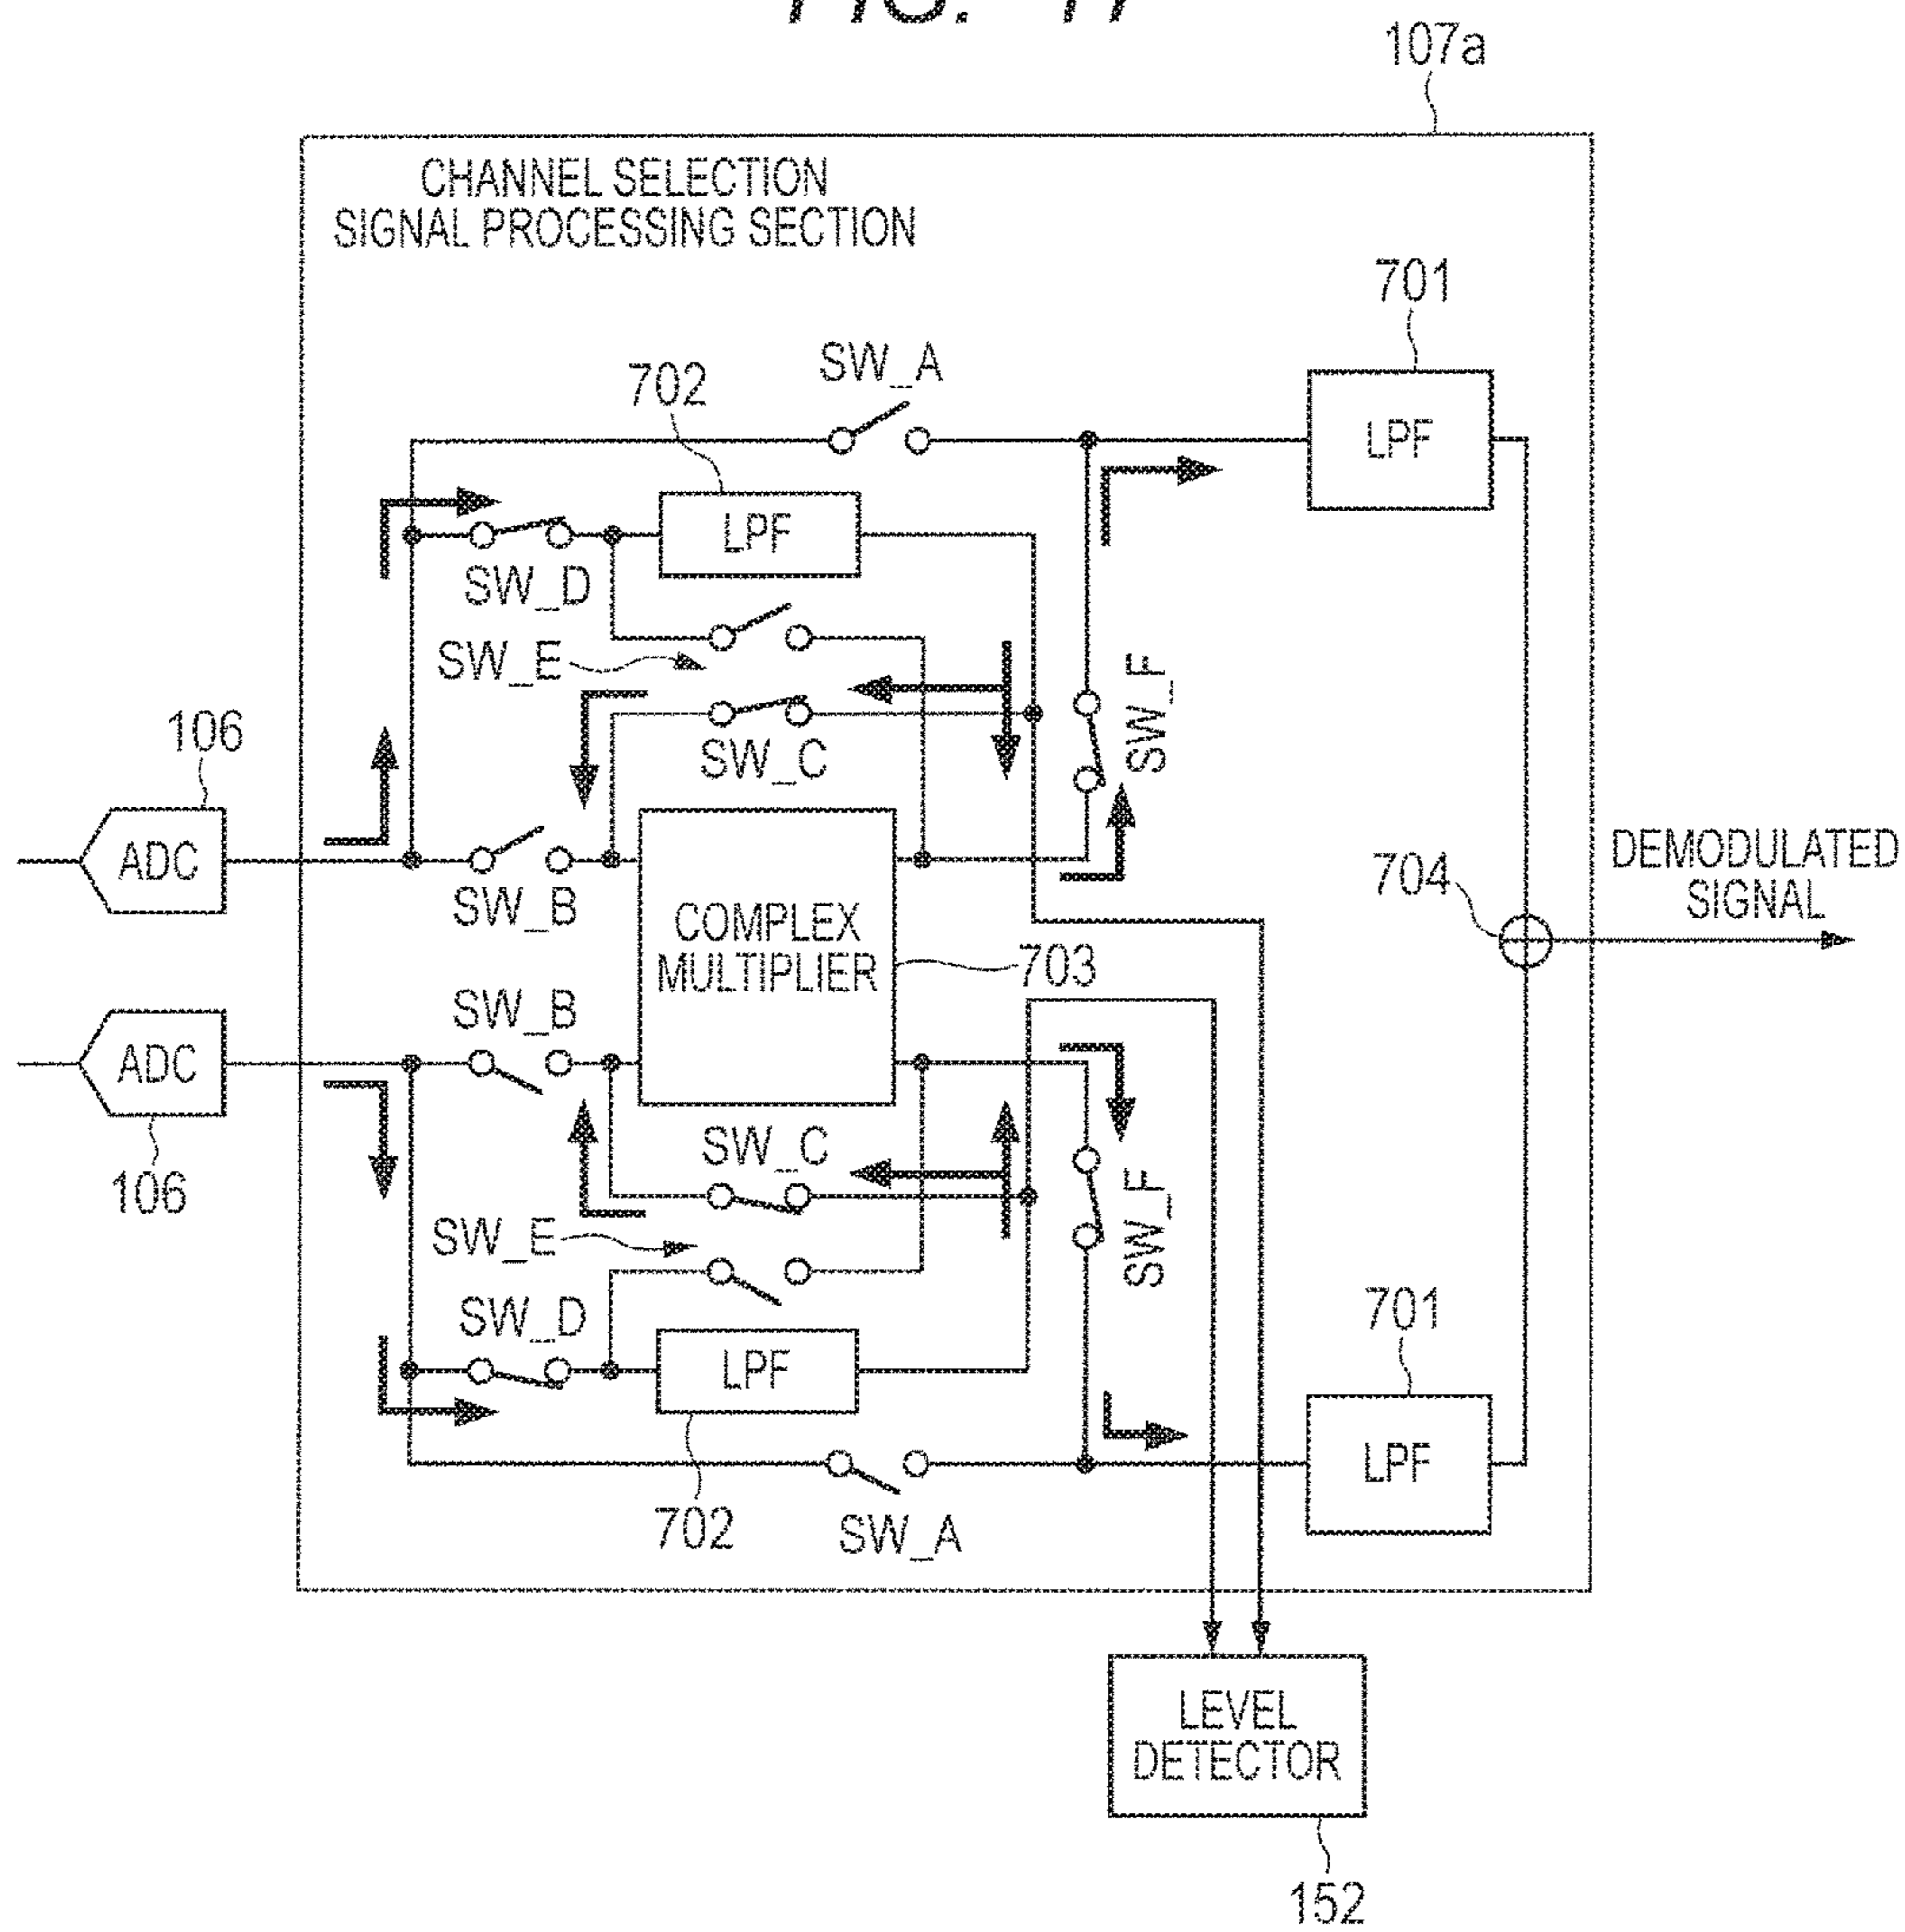 107a
CHANNEL SELECTION
SIGNAL PROCESSING SECTION
701
SW_A
702
LPF
LPF
SW_D
SW_E
SW_C
SW_F
106
ADC
SW_B
COMPLEX
MULTIPLIER
703
704
DEMODULATED
SIGNAL
SW_B
ADC
106
SW_C
SW_E
SW_F
SW_D
LPF
701
LPF
702
SW_A
LEVEL
DETECTOR
152